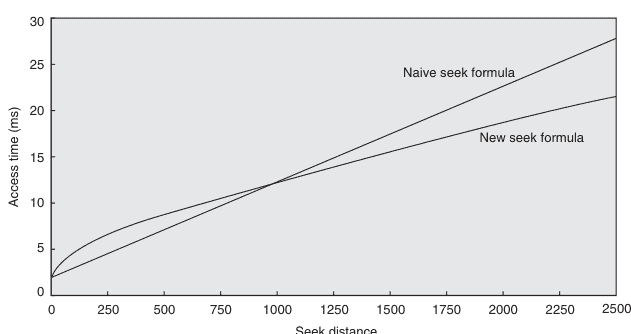 30
25
20
15
10
5
0
Access time (ms)
Naive seek formula
New seek formula
0 250 500 750 1000 1250 1500 1750 2000 2250 2500
Seek distance